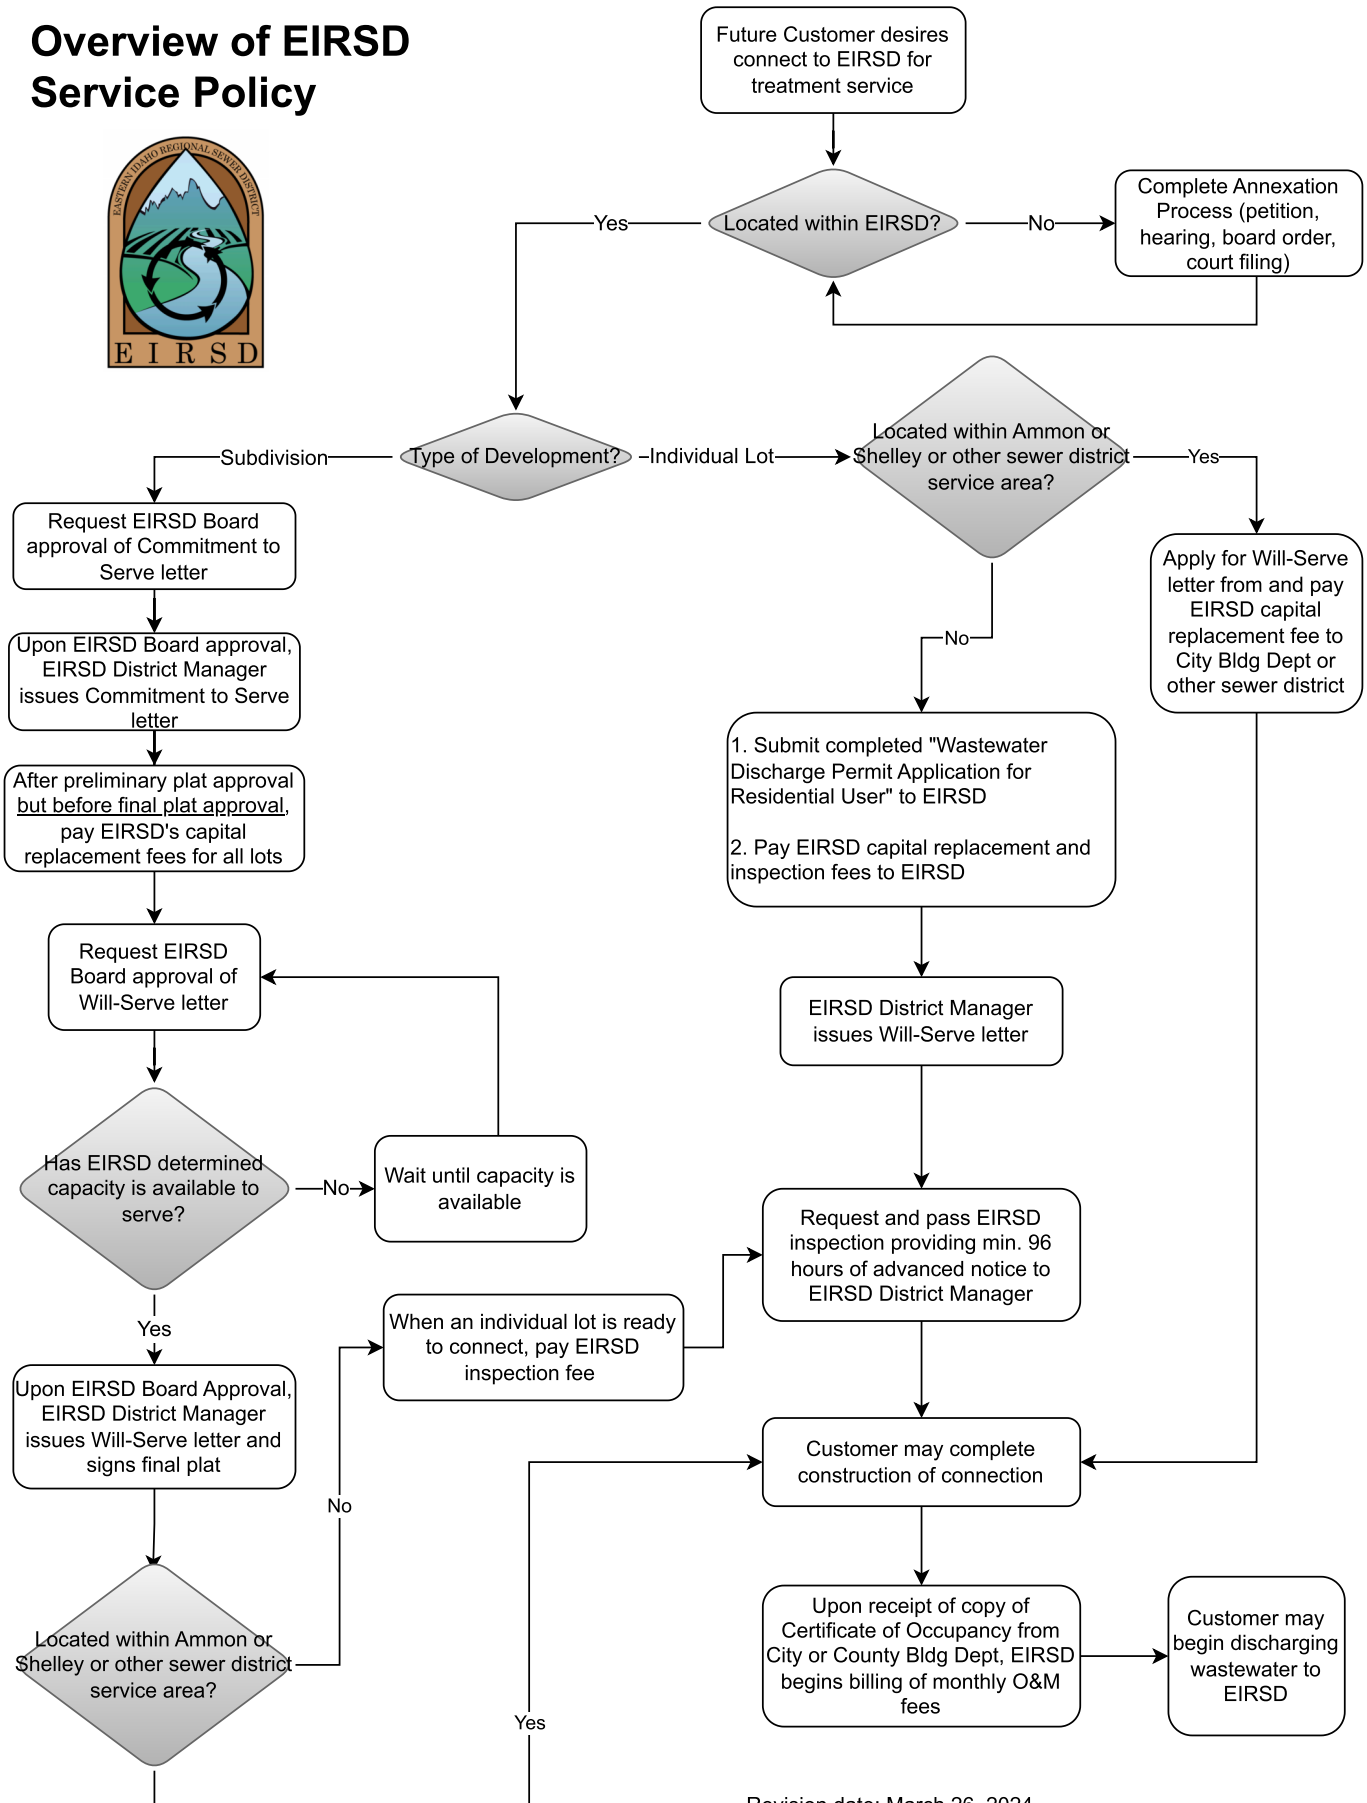 Overview of EIRSD
Service Policy
EASTERN IDAHO REGIONAL SEWER DISTRICT
E I R S D
Future Customer desires
connect to EIRSD for
treatment service
Located within EIRSD?
Yes
No
Complete Annexation
Process (petition,
hearing, board order,
court filing)
Type of Development?
Subdivision
Individual Lot
Located within Ammon or
Shelley or other sewer district
service area?
Yes
No
Request EIRSD Board
approval of Commitment to
Serve letter
Upon EIRSD Board approval,
EIRSD District Manager
issues Commitment to Serve
letter
After preliminary plat approval
but before final plat approval,
pay EIRSD's capital
replacement fees for all lots
Request EIRSD
Board approval of
Will-Serve letter
Has EIRSD determined
capacity is available to
serve?
No
Wait until capacity is
available
Yes
Upon EIRSD Board Approval,
EIRSD District Manager
issues Will-Serve letter and
signs final plat
Located within Ammon or
Shelley or other sewer district
service area?
No
When an individual lot is ready
to connect, pay EIRSD
inspection fee
Yes
Apply for Will-Serve
letter from and pay
EIRSD capital
replacement fee to
City Bldg Dept or
other sewer district
1. Submit completed "Wastewater
Discharge Permit Application for
Residential User" to EIRSD
2. Pay EIRSD capital replacement and
inspection fees to EIRSD
EIRSD District Manager
issues Will-Serve letter
Request and pass EIRSD
inspection providing min. 96
hours of advanced notice to
EIRSD District Manager
Customer may complete
construction of connection
Upon receipt of copy of
Certificate of Occupancy from
City or County Bldg Dept, EIRSD
begins billing of monthly O&M
fees
Customer may
begin discharging
wastewater to
EIRSD
Revision date: March 26, 2024